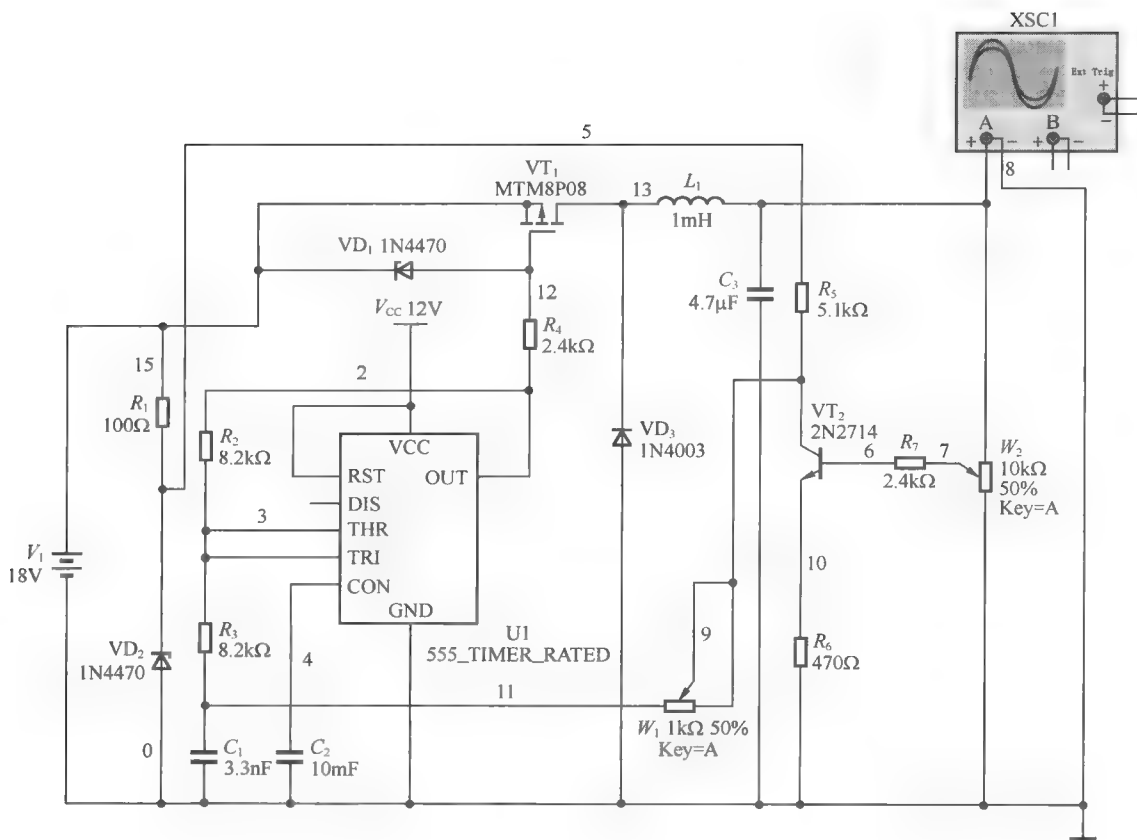 XSC1
Ext Trig
+
−
A
B
+ − + −
8
5
VT₁
MTM8P08
13
L₁
1mH
VD₁ 1N4470
12
C₃
4.7μF
R₅
5.1kΩ
V_CC 12V
R₄
2.4kΩ
15
2
R₁
100Ω
R₂
8.2kΩ
VCC
RST
OUT
DIS
THR
TRI
CON
GND
VD₃
1N4003
VT₂
2N2714
6
R₇
2.4kΩ
7
W₂
10kΩ
50%
Key=A
3
V₁
18V
10
VD₂
1N4470
R₃
8.2kΩ
4
U1
555_TIMER_RATED
9
R₆
470Ω
11
W₁ 1kΩ 50%
Key=A
0
C₁
3.3nF
C₂
10mF